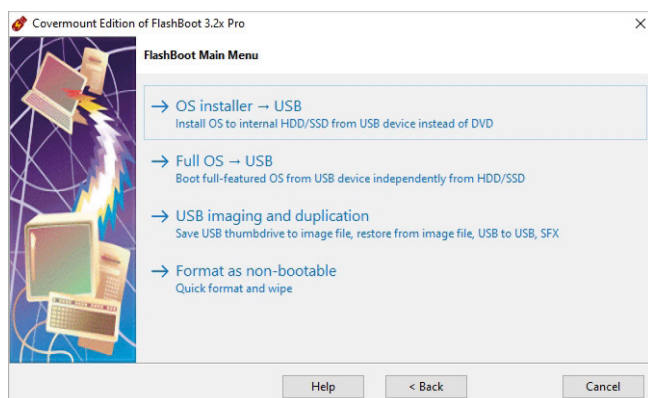 Covermount Edition of FlashBoot 3.2x Pro
FlashBoot Main Menu
→ OS installer → USB
Install OS to internal HDD/SSD from USB device instead of DVD
→ Full OS → USB
Boot full-featured OS from USB device independently from HDD/SSD
→ USB imaging and duplication
Save USB thumbdrive to image file, restore from image file, USB to USB, SFX
→ Format as non-bootable
Quick format and wipe
Help
< Back
Cancel